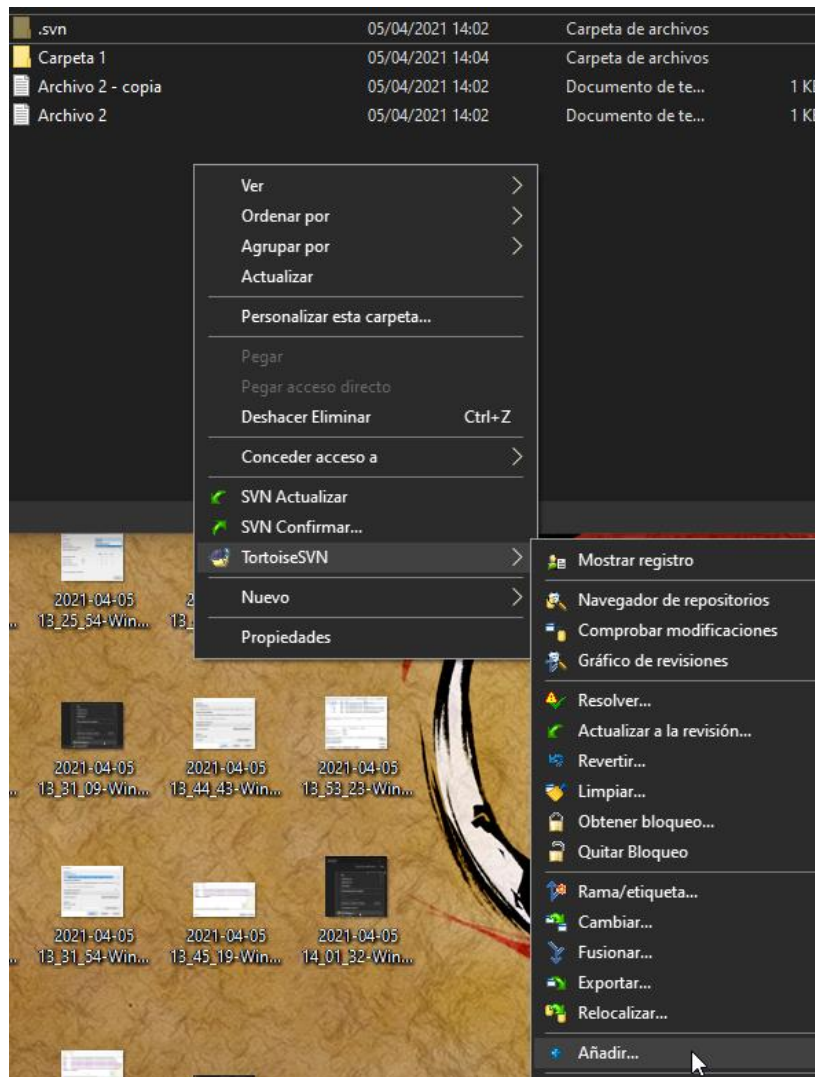 .svn 05/04/2021 14:02 Carpeta de archivos
Carpeta 1 05/04/2021 14:04 Carpeta de archivos
Archivo 2 - copia 05/04/2021 14:02 Documento de te... 1 KB
Archivo 2 05/04/2021 14:02 Documento de te... 1 KB
Ver
Ordenar por
Agrupar por
Actualizar
Personalizar esta carpeta...
Pegar
Pegar acceso directo
Deshacer Eliminar Ctrl+Z
Conceder acceso a
SVN Actualizar
SVN Confirmar...
TortoiseSVN
Nuevo
Propiedades
Mostrar registro
Navegador de repositorios
Comprobar modificaciones
Gráfico de revisiones
Resolver...
Actualizar a la revisión...
Revertir...
Limpiar...
Obtener bloqueo...
Quitar Bloqueo
Rama/etiqueta...
Cambiar...
Fusionar...
Exportar...
Relocalizar...
Añadir...
2021-04-05
13_25_54-Win...
2021-04-05
13_31_09-Win...
2021-04-05
13_44_43-Win...
2021-04-05
13_53_23-Win...
2021-04-05
13_31_54-Win...
2021-04-05
13_45_19-Win...
2021-04-05
14_01_32-Win...